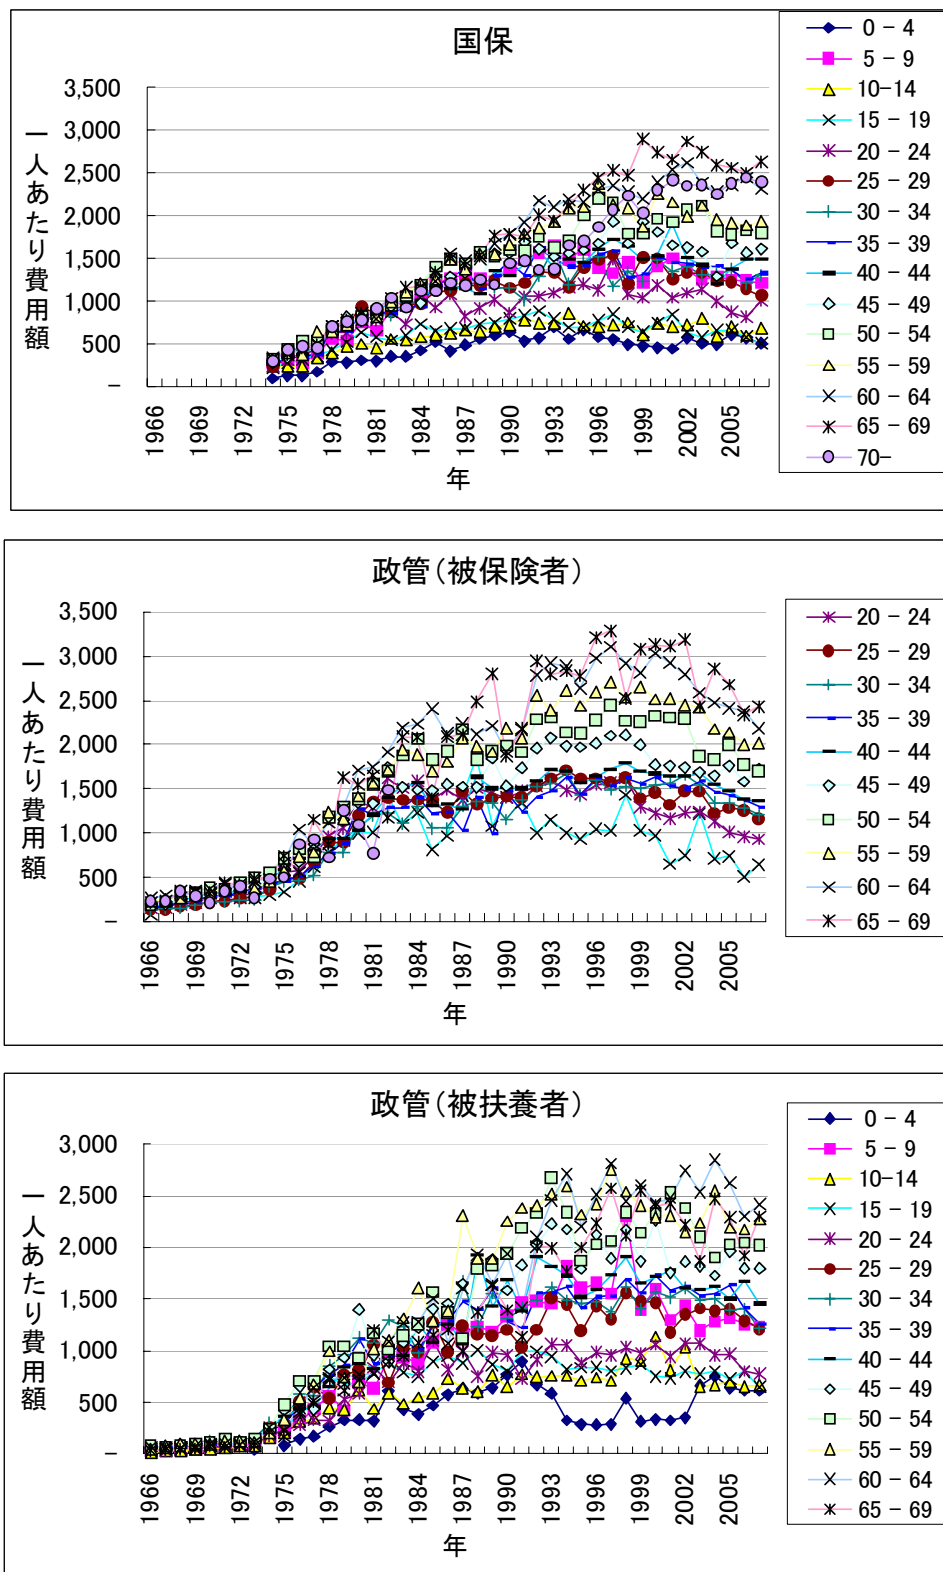 国保
3,500
3,000
2,500
2,000
1,500
1,000
500
−
一人あたり費用額
1966
1969
1972
1975
1978
1981
1984
1987
1990
1993
1996
1999
2002
2005
年
0 − 4
5 − 9
10−14
15 − 19
20 − 24
25 − 29
30 − 34
35 − 39
40 − 44
45 − 49
50 − 54
55 − 59
60 − 64
65 − 69
70−
政管(被保険者)
3,500
3,000
2,500
2,000
1,500
1,000
500
−
一人あたり費用額
1966
1969
1972
1975
1978
1981
1984
1987
1990
1993
1996
1999
2002
2005
年
20 − 24
25 − 29
30 − 34
35 − 39
40 − 44
45 − 49
50 − 54
55 − 59
60 − 64
65 − 69
政管(被扶養者)
3,000
2,500
2,000
1,500
1,000
500
−
一人あたり費用額
1966
1969
1972
1975
1978
1981
1984
1987
1990
1993
1996
1999
2002
2005
年
0 − 4
5 − 9
10−14
15 − 19
20 − 24
25 − 29
30 − 34
35 − 39
40 − 44
45 − 49
50 − 54
55 − 59
60 − 64
65 − 69